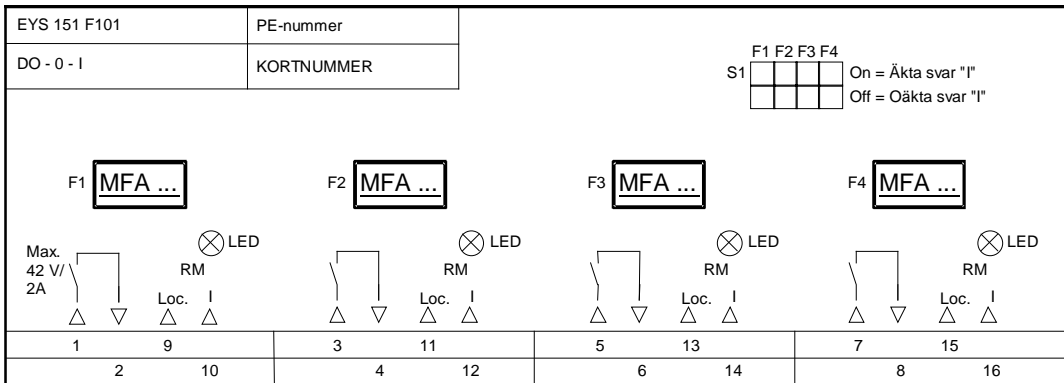 EYS 151 F101 PE-nummer
DO - 0 - I KORTNUMMER
F1 F2 F3 F4
S1 On = Äkta svar "I"
Off = Oäkta svar "I"
F1 MFA ... F2 MFA ... F3 MFA ... F4 MFA ...
LED LED LED LED
Max.
42 V/ RM RM RM RM
2A
Loc. I Loc. I Loc. I Loc. I
1 9 3 11 5 13 7 15
2 10 4 12 6 14 8 16